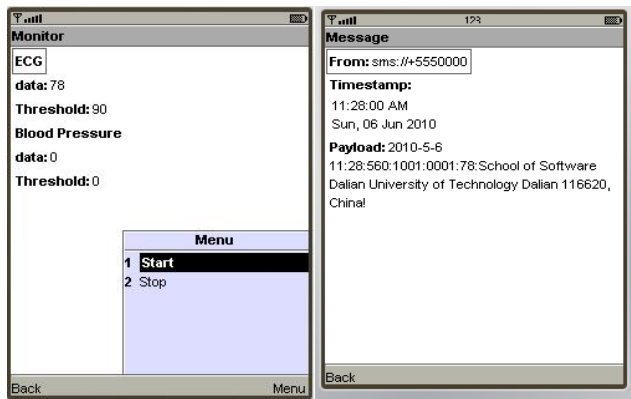 Monitor
ECG
data: 78
Threshold: 90
Blood Pressure
data: 0
Threshold: 0
Menu
1 Start
2 Stop
Back Menu
123
Message
From: sms://+5550000
Timestamp:
11:28:00 AM
Sun, 06 Jun 2010
Payload: 2010-5-6
11:28:560:1001:0001:78:School of Software
Dalian University of Technology Dalian 116620,
China!
Back